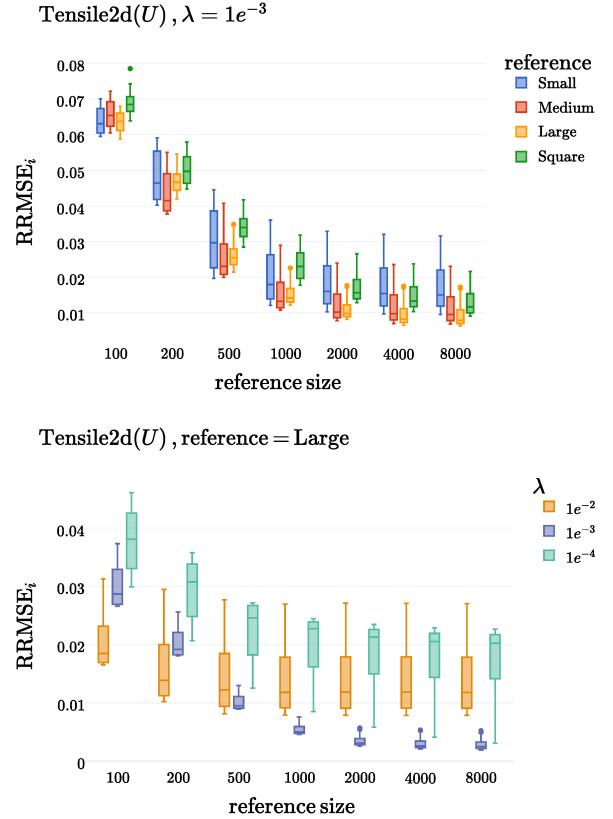 Tensile2d(U) , λ = 1e⁻³
0.08
0.07
0.06
0.05
0.04
0.03
0.02
0.01
RRMSEᵢ
100 200 500 1000 2000 4000 8000
reference size
reference
Small
Medium
Large
Square
Tensile2d(U) , reference = Large
0.04
0.03
0.02
0.01
0
RRMSEᵢ
100 200 500 1000 2000 4000 8000
reference size
λ
1e⁻²
1e⁻³
1e⁻⁴